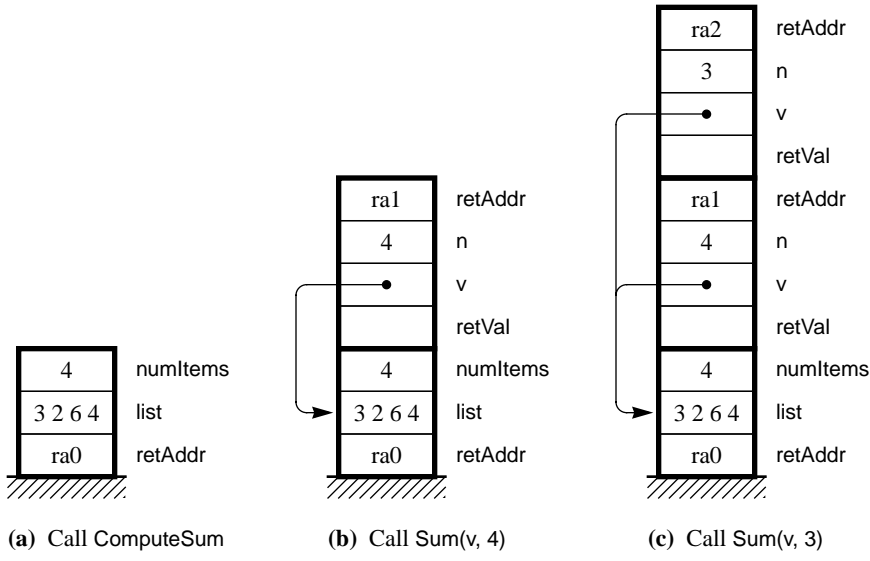 ra2 retAddr
3 n
v
retVal
ra1 retAddr ra1 retAddr
4 n 4 n
v v
retVal retVal
4 numItems 4 numItems 4 numItems
3 2 6 4 list 3 2 6 4 list 3 2 6 4 list
ra0 retAddr ra0 retAddr ra0 retAddr
(a) Call ComputeSum (b) Call Sum(v, 4) (c) Call Sum(v, 3)